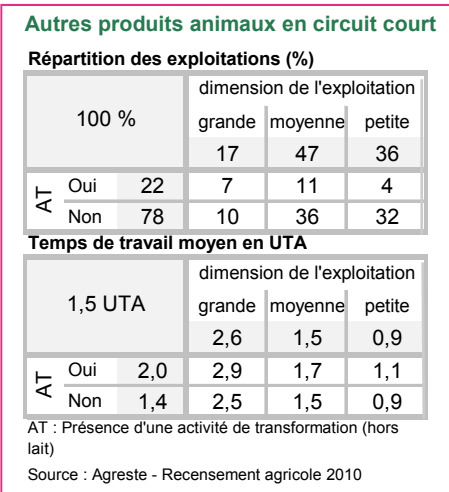 Autres produits animaux en circuit court
Répartition des exploitations (%)
100 %
dimension de l'exploitation
grande moyenne petite
17 47 36
AT
Oui 22 7 11 4
Non 78 10 36 32
Temps de travail moyen en UTA
1,5 UTA
dimension de l'exploitation
grande moyenne petite
2,6 1,5 0,9
AT
Oui 2,0 2,9 1,7 1,1
Non 1,4 2,5 1,5 0,9
AT : Présence d'une activité de transformation (hors
lait)
Source : Agreste - Recensement agricole 2010